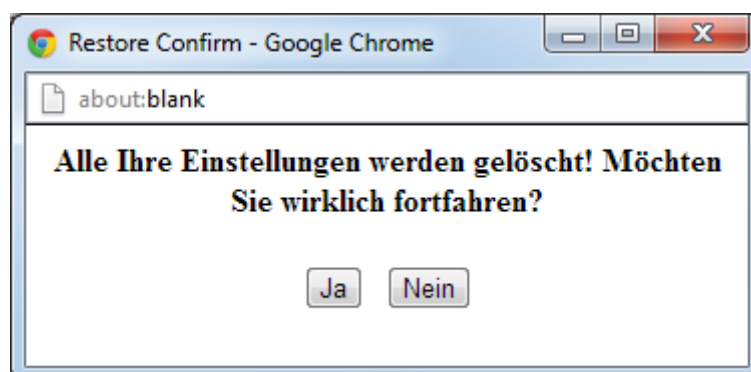 Restore Confirm - Google Chrome
about:blank
Alle Ihre Einstellungen werden gelöscht! Möchten
Sie wirklich fortfahren?
Ja Nein